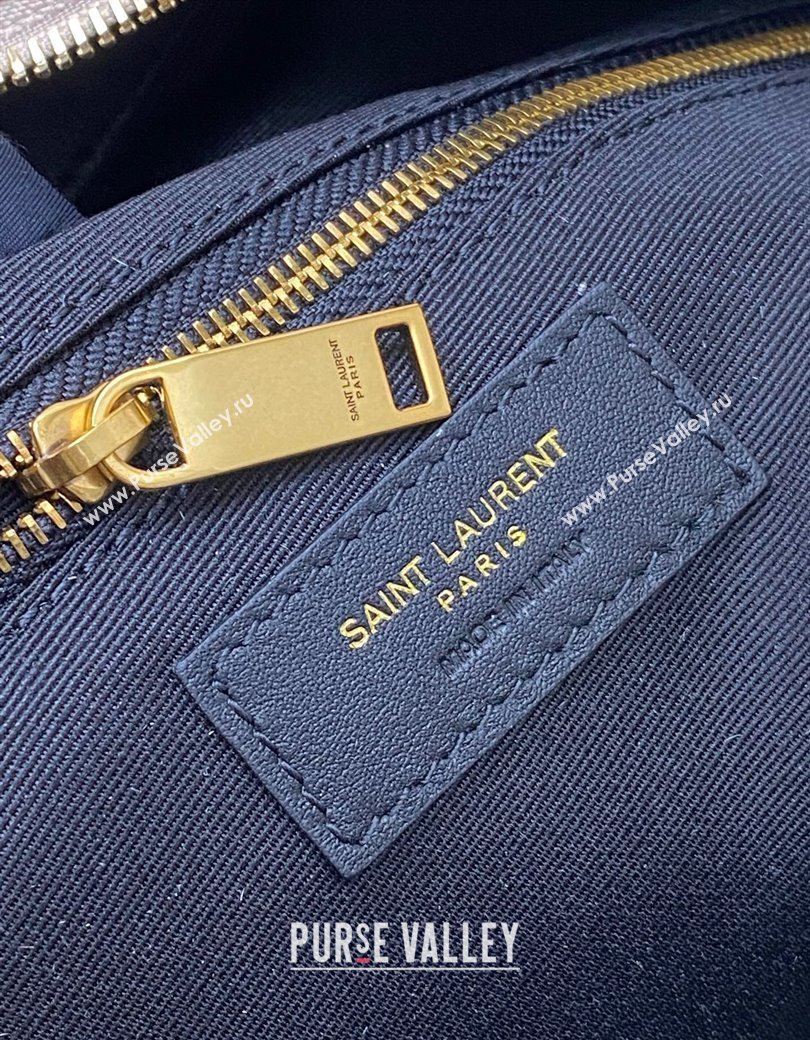 SAINT LAURENT
PARIS
www.PurseValley.ru
www.PurseValley.ru
SAINT LAURENT
PARIS
MADE IN ITALY
PURSE VALLEY